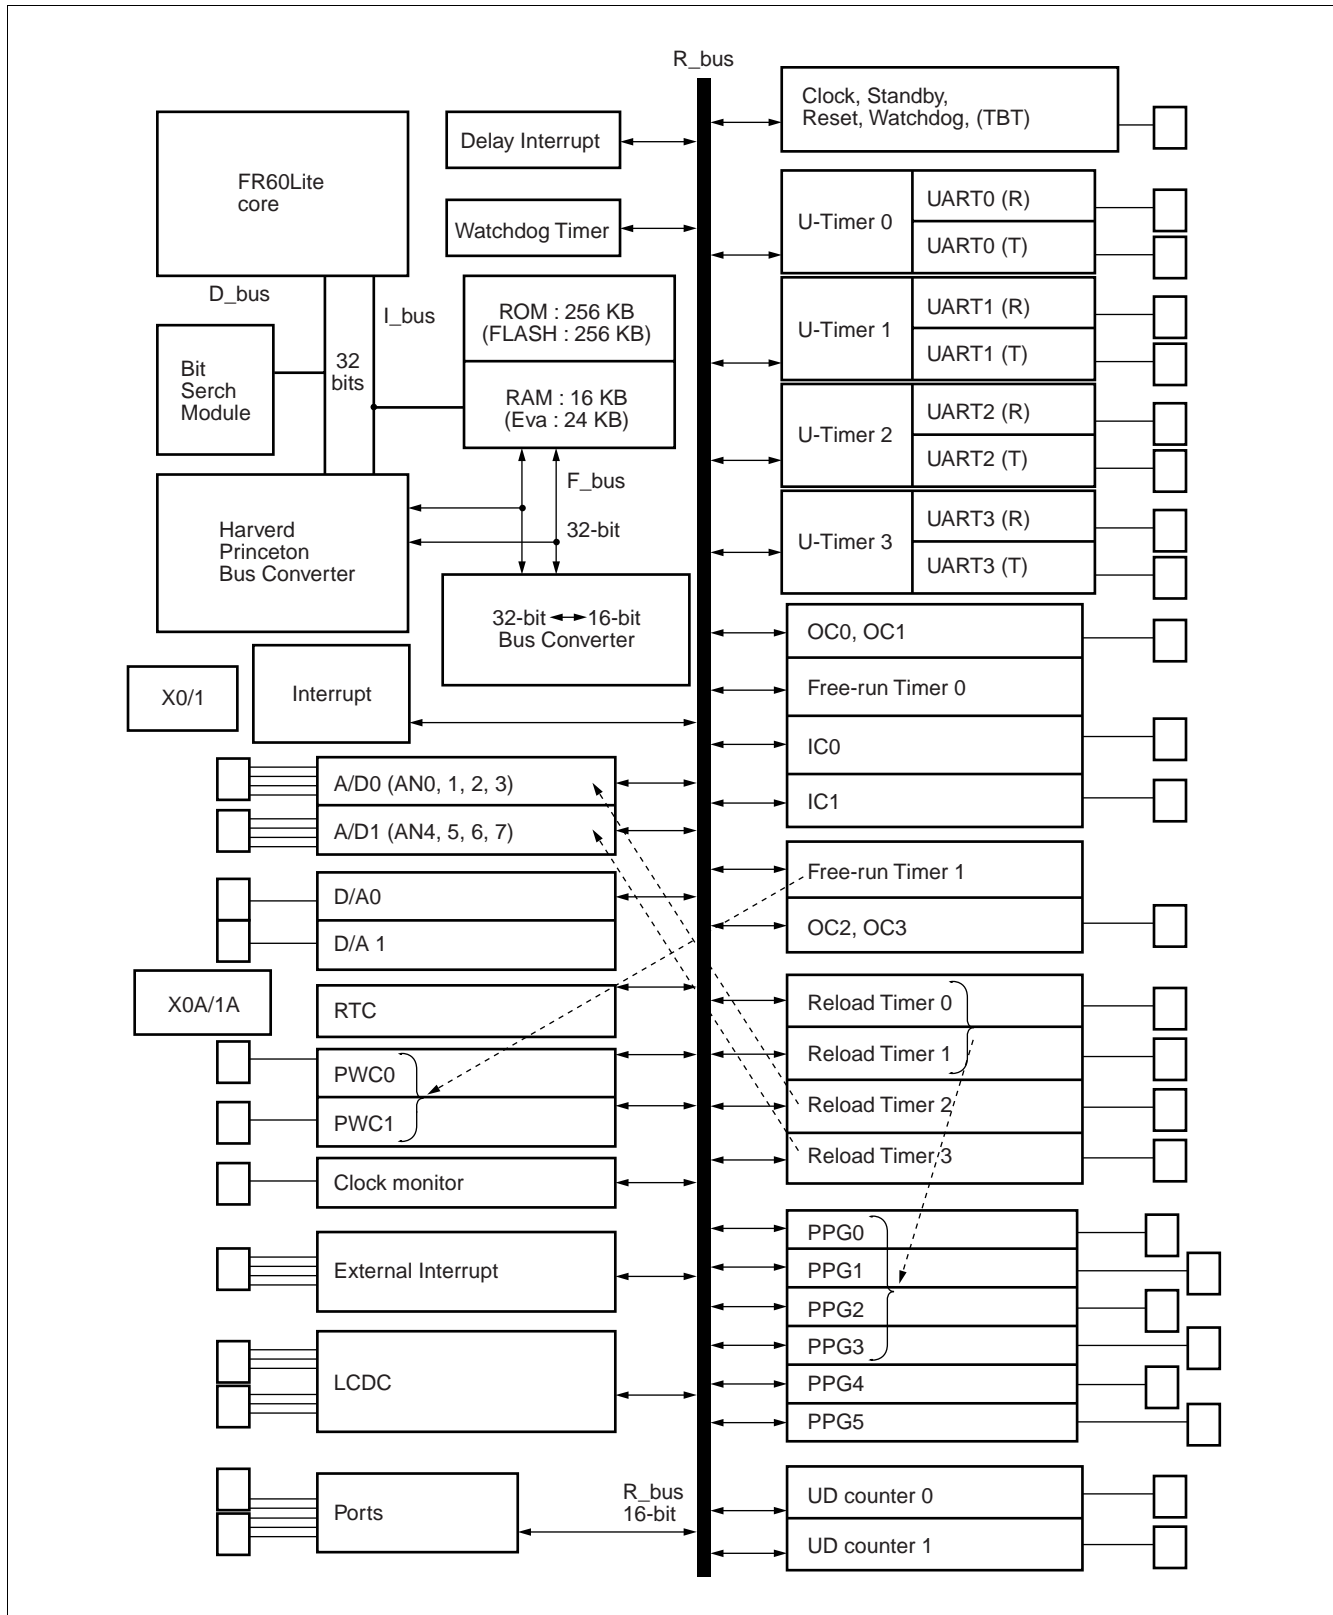 R_bus
FR60Lite
core
D_bus
I_bus
32
bits
Bit
Serch
Module
Harverd
Princeton
Bus Converter
Delay Interrupt
Watchdog Timer
ROM : 256 KB
(FLASH : 256 KB)
RAM : 16 KB
(Eva : 24 KB)
F_bus
32-bit
32-bit 16-bit
Bus Converter
X0/1
Interrupt
A/D0 (AN0, 1, 2, 3)
A/D1 (AN4, 5, 6, 7)
D/A0
D/A 1
X0A/1A
RTC
PWC0
PWC1
Clock monitor
External Interrupt
LCDC
Ports
R_bus
16-bit
Clock, Standby,
Reset, Watchdog, (TBT)
U-Timer 0
UART0 (R)
UART0 (T)
U-Timer 1
UART1 (R)
UART1 (T)
U-Timer 2
UART2 (R)
UART2 (T)
U-Timer 3
UART3 (R)
UART3 (T)
OC0, OC1
Free-run Timer 0
IC0
IC1
Free-run Timer 1
OC2, OC3
Reload Timer 0
Reload Timer 1
Reload Timer 2
Reload Timer 3
PPG0
PPG1
PPG2
PPG3
PPG4
PPG5
UD counter 0
UD counter 1